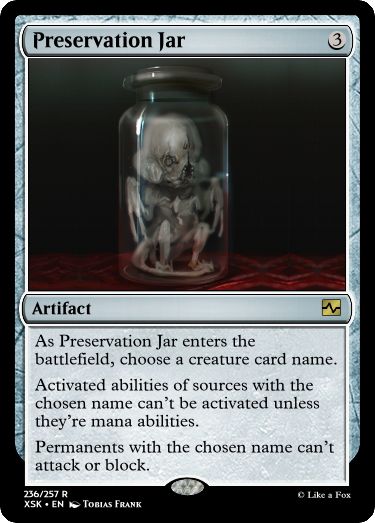 Preservation Jar 3
Artifact
As Preservation Jar enters the
battlefield, choose a creature card name.
Activated abilities of sources with the
chosen name can't be activated unless
they're mana abilities.
Permanents with the chosen name can't
attack or block.
236/257 R
XSK • EN Tobias Frank
© Like a Fox